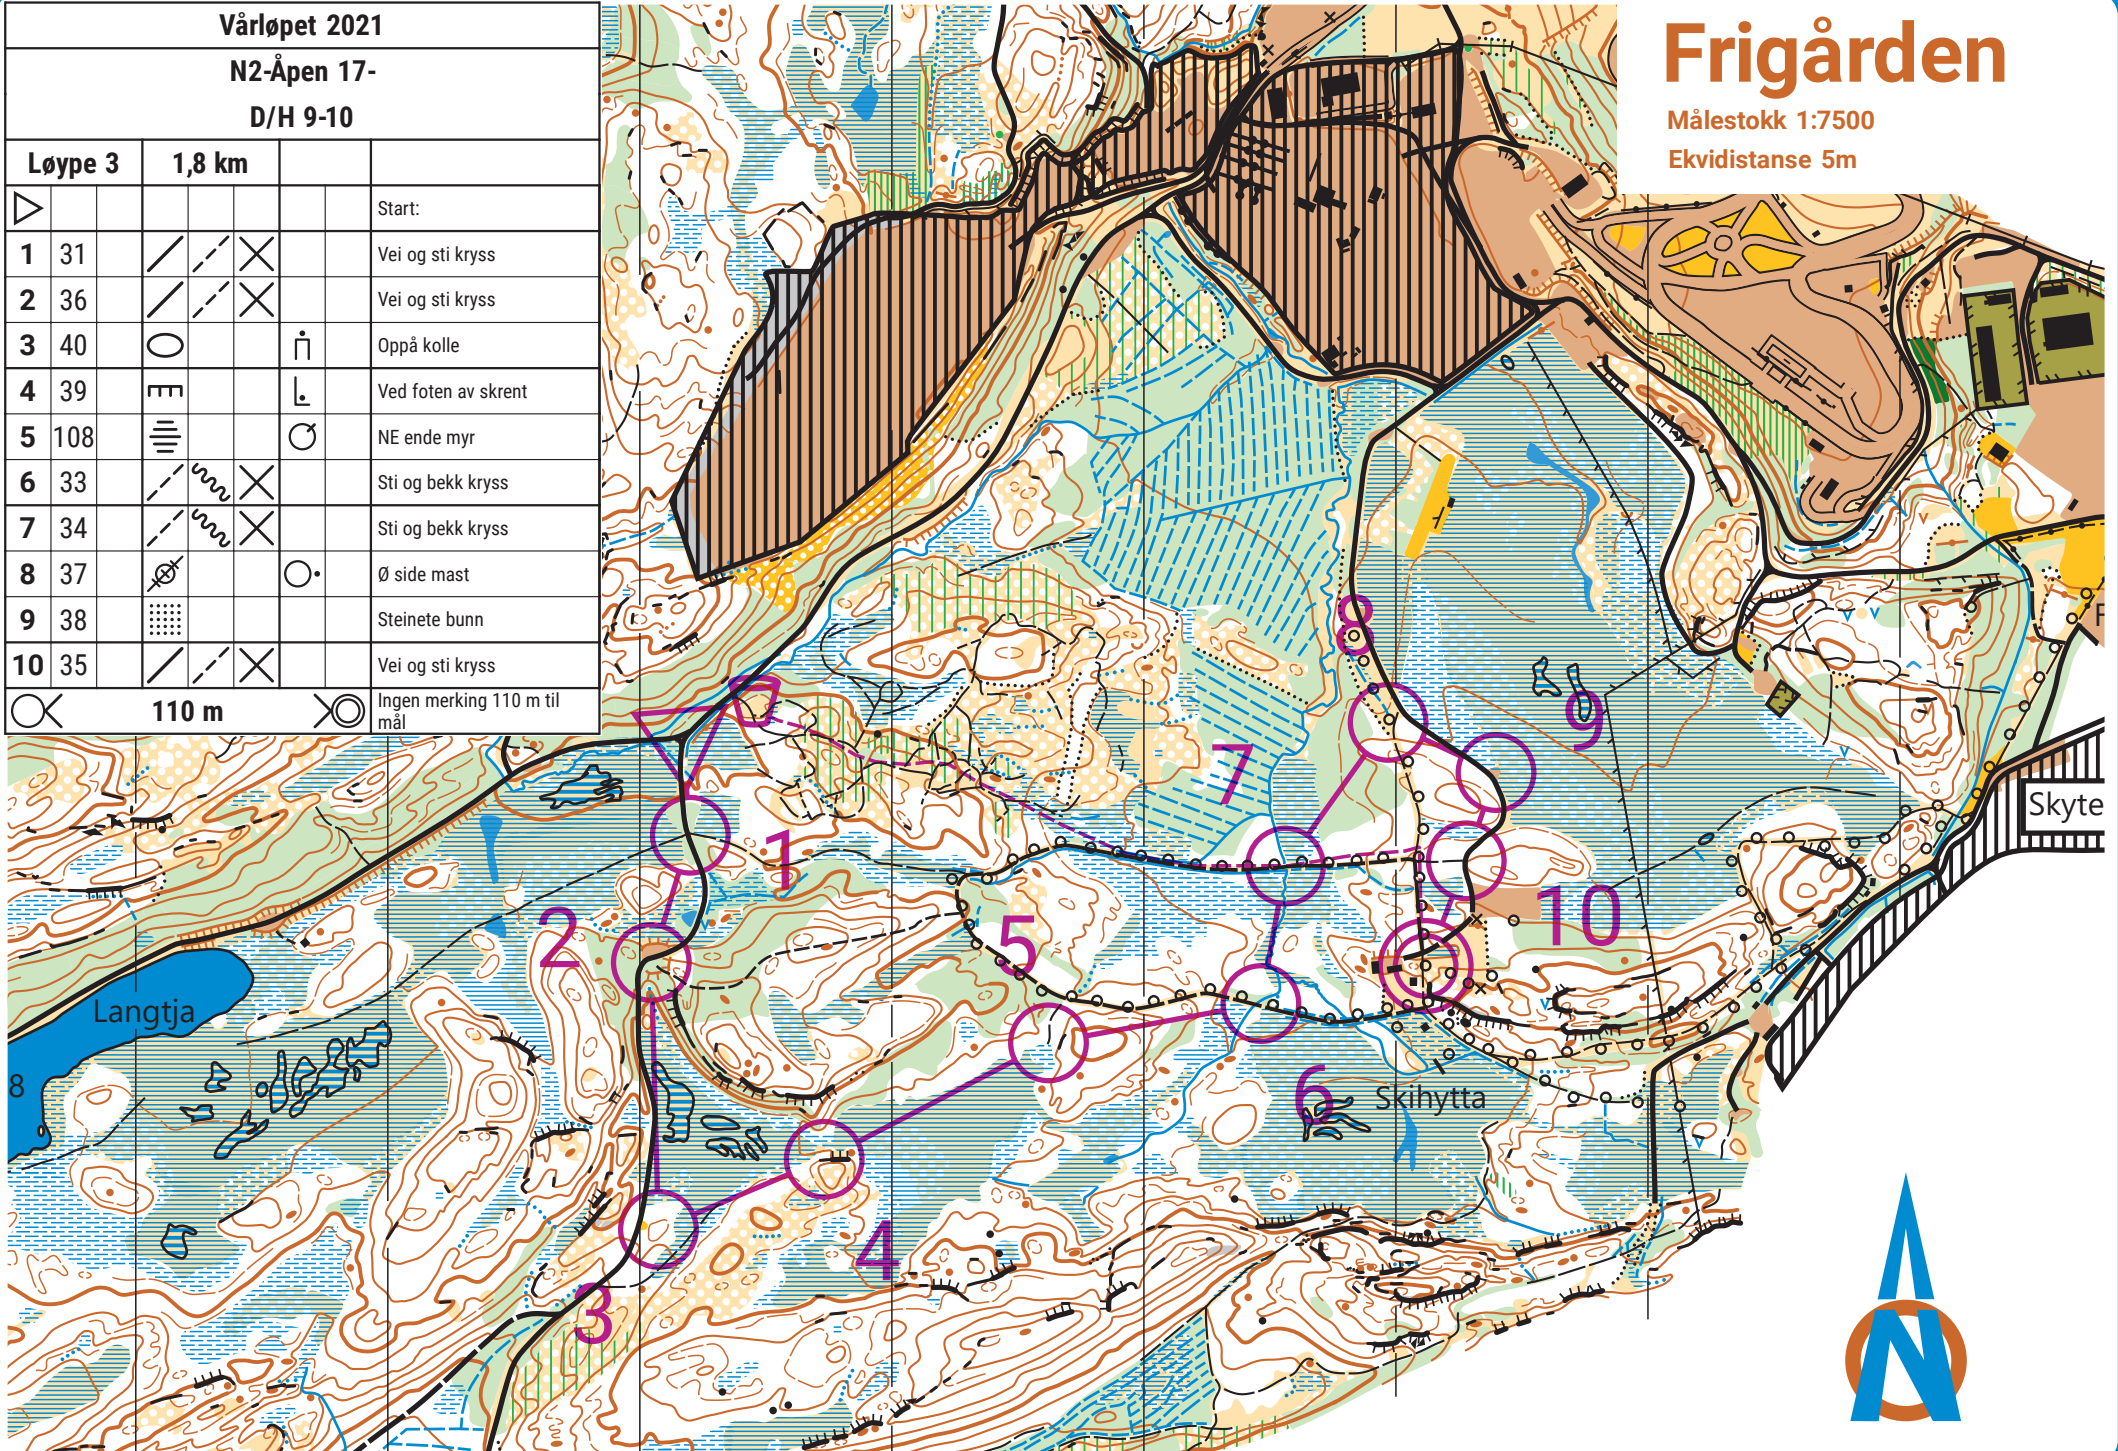 Vårløpet 2021
N2-Åpen 17-
D/H 9-10
Løype 3 1,8 km
Start:
1 31 Vei og sti kryss
2 36 Vei og sti kryss
3 40 Oppå kolle
4 39 Ved foten av skrent
5 108 NE ende myr
6 33 Sti og bekk kryss
7 34 Sti og bekk kryss
8 37 Ø side mast
9 38 Steinete bunn
10 35 Vei og sti kryss
110 m Ingen merking 110 m til
mål
Frigården
Målestokk 1:7500
Ekvidistanse 5m
8
9
7
Skyte
1
10
2
5
Langtja
8
6
Skihytta
4
3
N
F